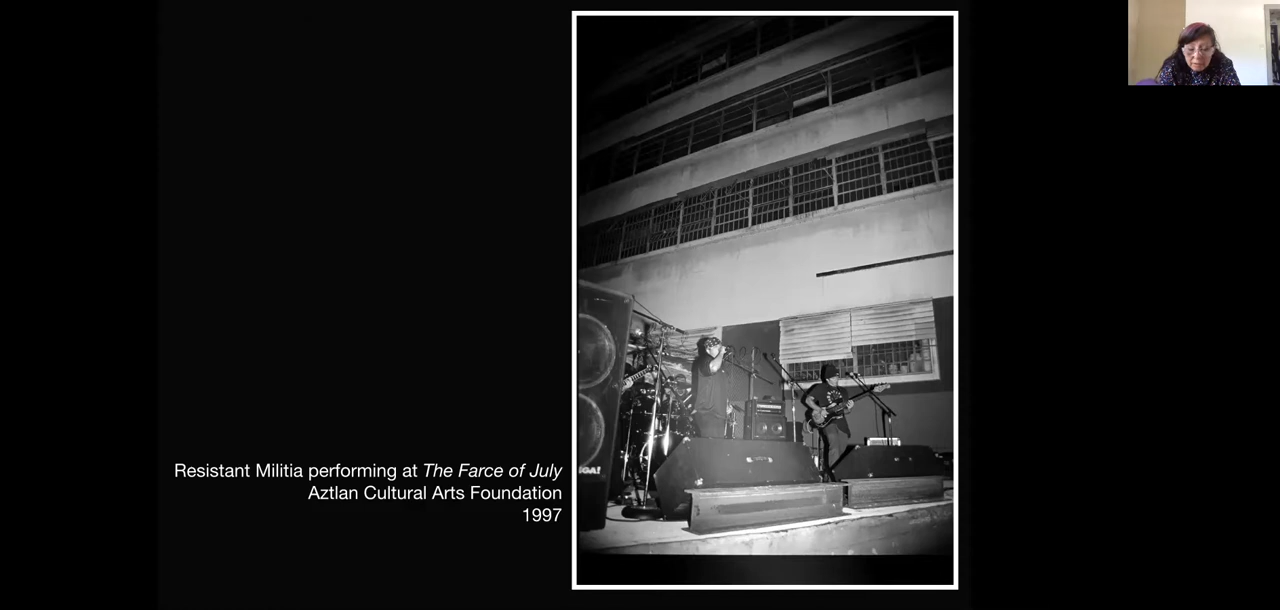 Resistant Militia performing at The Farce of July
Aztlan Cultural Arts Foundation
1997